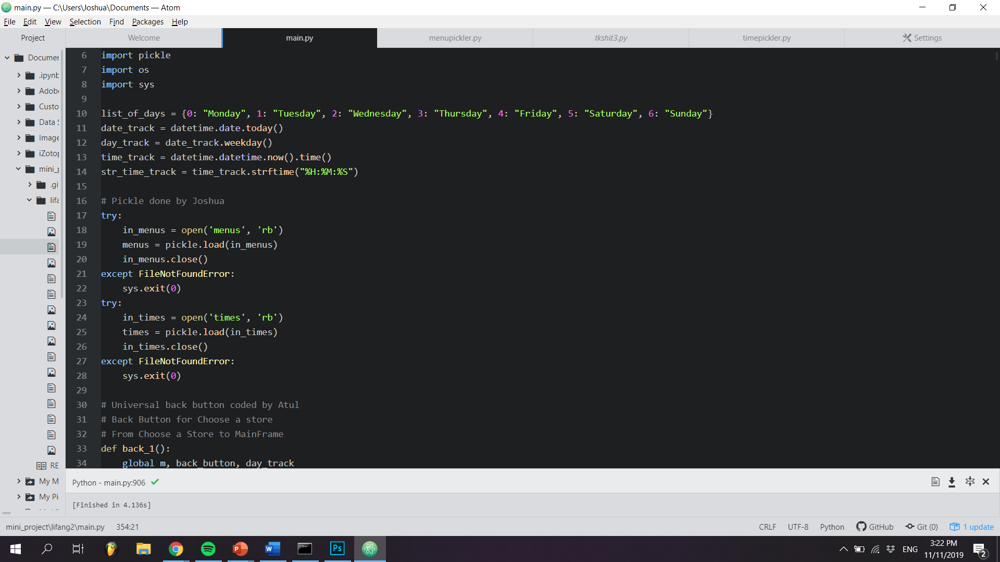 main.py — C:\Users\Joshua\Documents — Atom
File Edit View Selection Find Packages Help
Project
Welcome
main.py
menupickler.py
tkshit3.py
timepickler.py
Settings
Documer
.ipynb
Adob
Custo
Data S
Image
iZotop
mini_p
.gi
lifa
RE
My M
My Pi
6 import pickle
7 import os
8 import sys
9
10 list_of_days = {0: "Monday", 1: "Tuesday", 2: "Wednesday", 3: "Thursday", 4: "Friday", 5: "Saturday", 6: "Sunday"}
11 date_track = datetime.date.today()
12 day_track = date_track.weekday()
13 time_track = datetime.datetime.now().time()
14 str_time_track = time_track.strftime("%H:%M:%S")
15
16 # Pickle done by Joshua
17 try:
18     in_menus = open('menus', 'rb')
19     menus = pickle.load(in_menus)
20     in_menus.close()
21 except FileNotFoundError:
22     sys.exit(0)
23 try:
24     in_times = open('times', 'rb')
25     times = pickle.load(in_times)
26     in_times.close()
27 except FileNotFoundError:
28     sys.exit(0)
29
30 # Universal back button coded by Atul
31 # Back Button for Choose a store
32 # From Choose a Store to MainFrame
33 def back_1():
34     global m, back_button, day_track
Python - main.py:906
[Finished in 4.136s]
mini_project\lifang2\main.py 354:21 CRLF UTF-8 Python GitHub Git (0) 1 update
P W Ps ENG
3:22 PM
11/11/2019
2